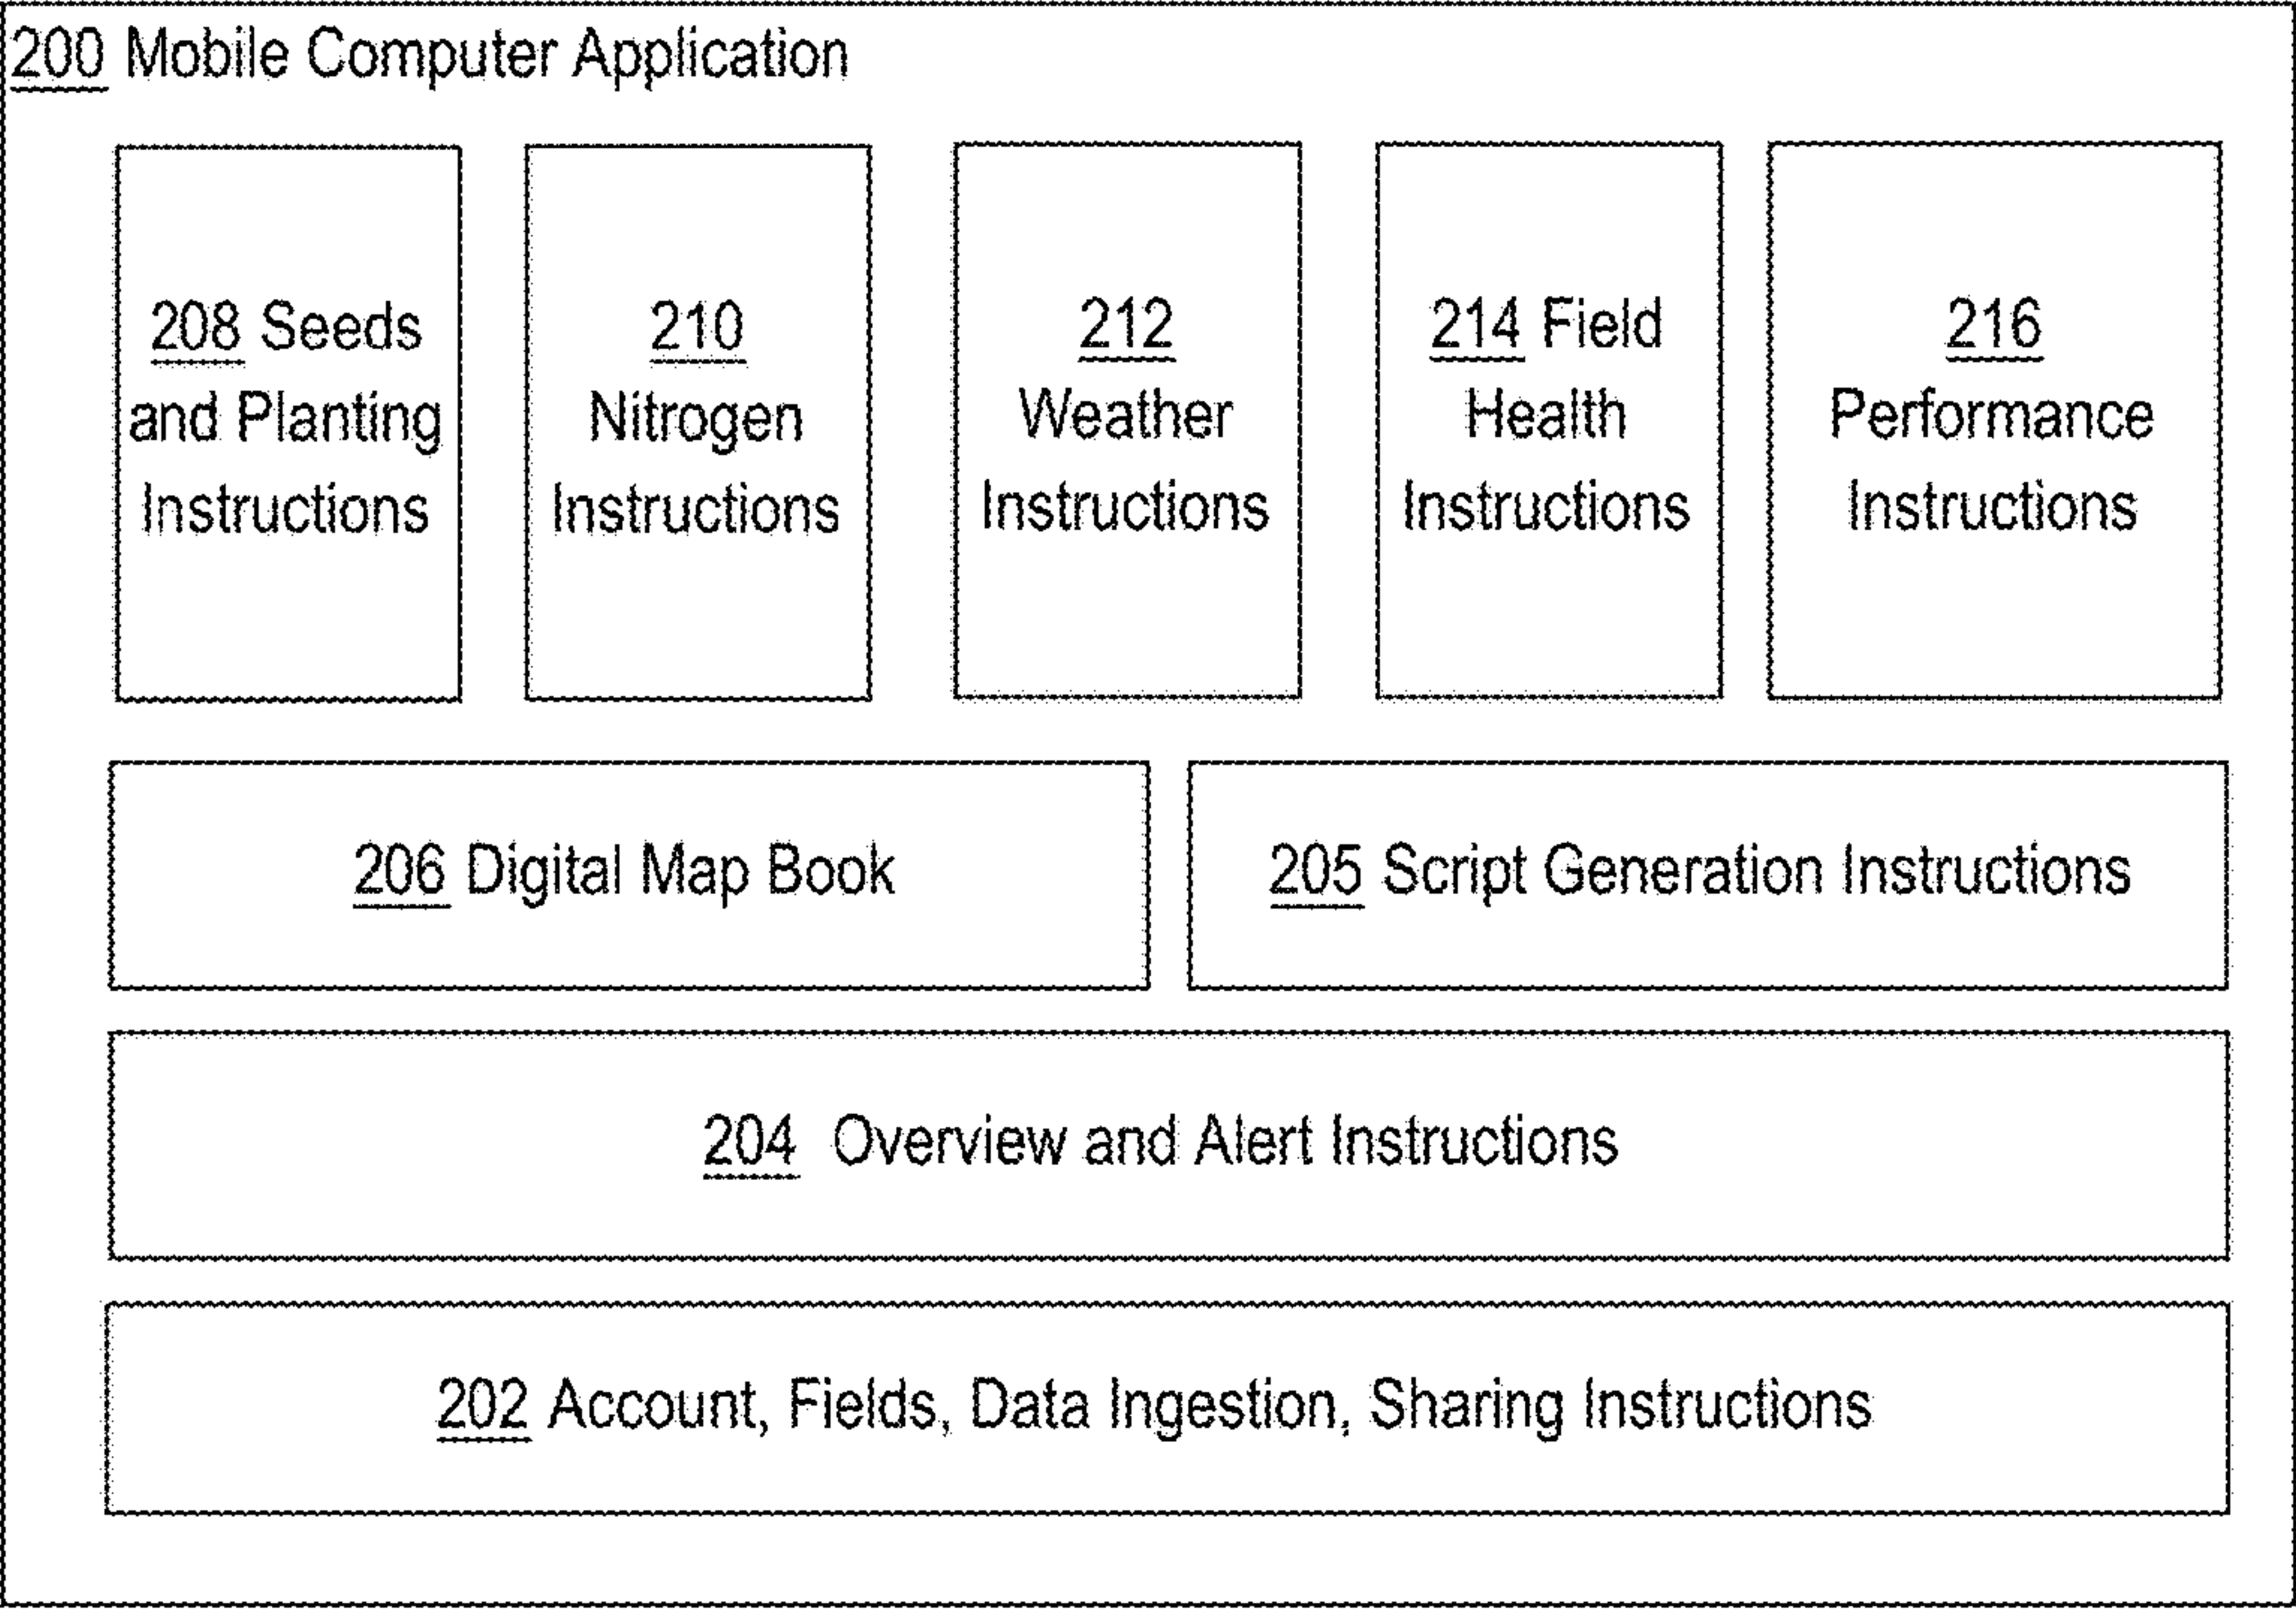 200 Mobile Computer Application
208 Seeds
and Planting
Instructions
210
Nitrogen
Instructions
212
Weather
Instructions
214 Field
Health
Instructions
216
Performance
Instructions
206 Digital Map Book
205 Script Generation Instructions
204 Overview and Alert Instructions
202 Account, Fields, Data Ingestion, Sharing Instructions